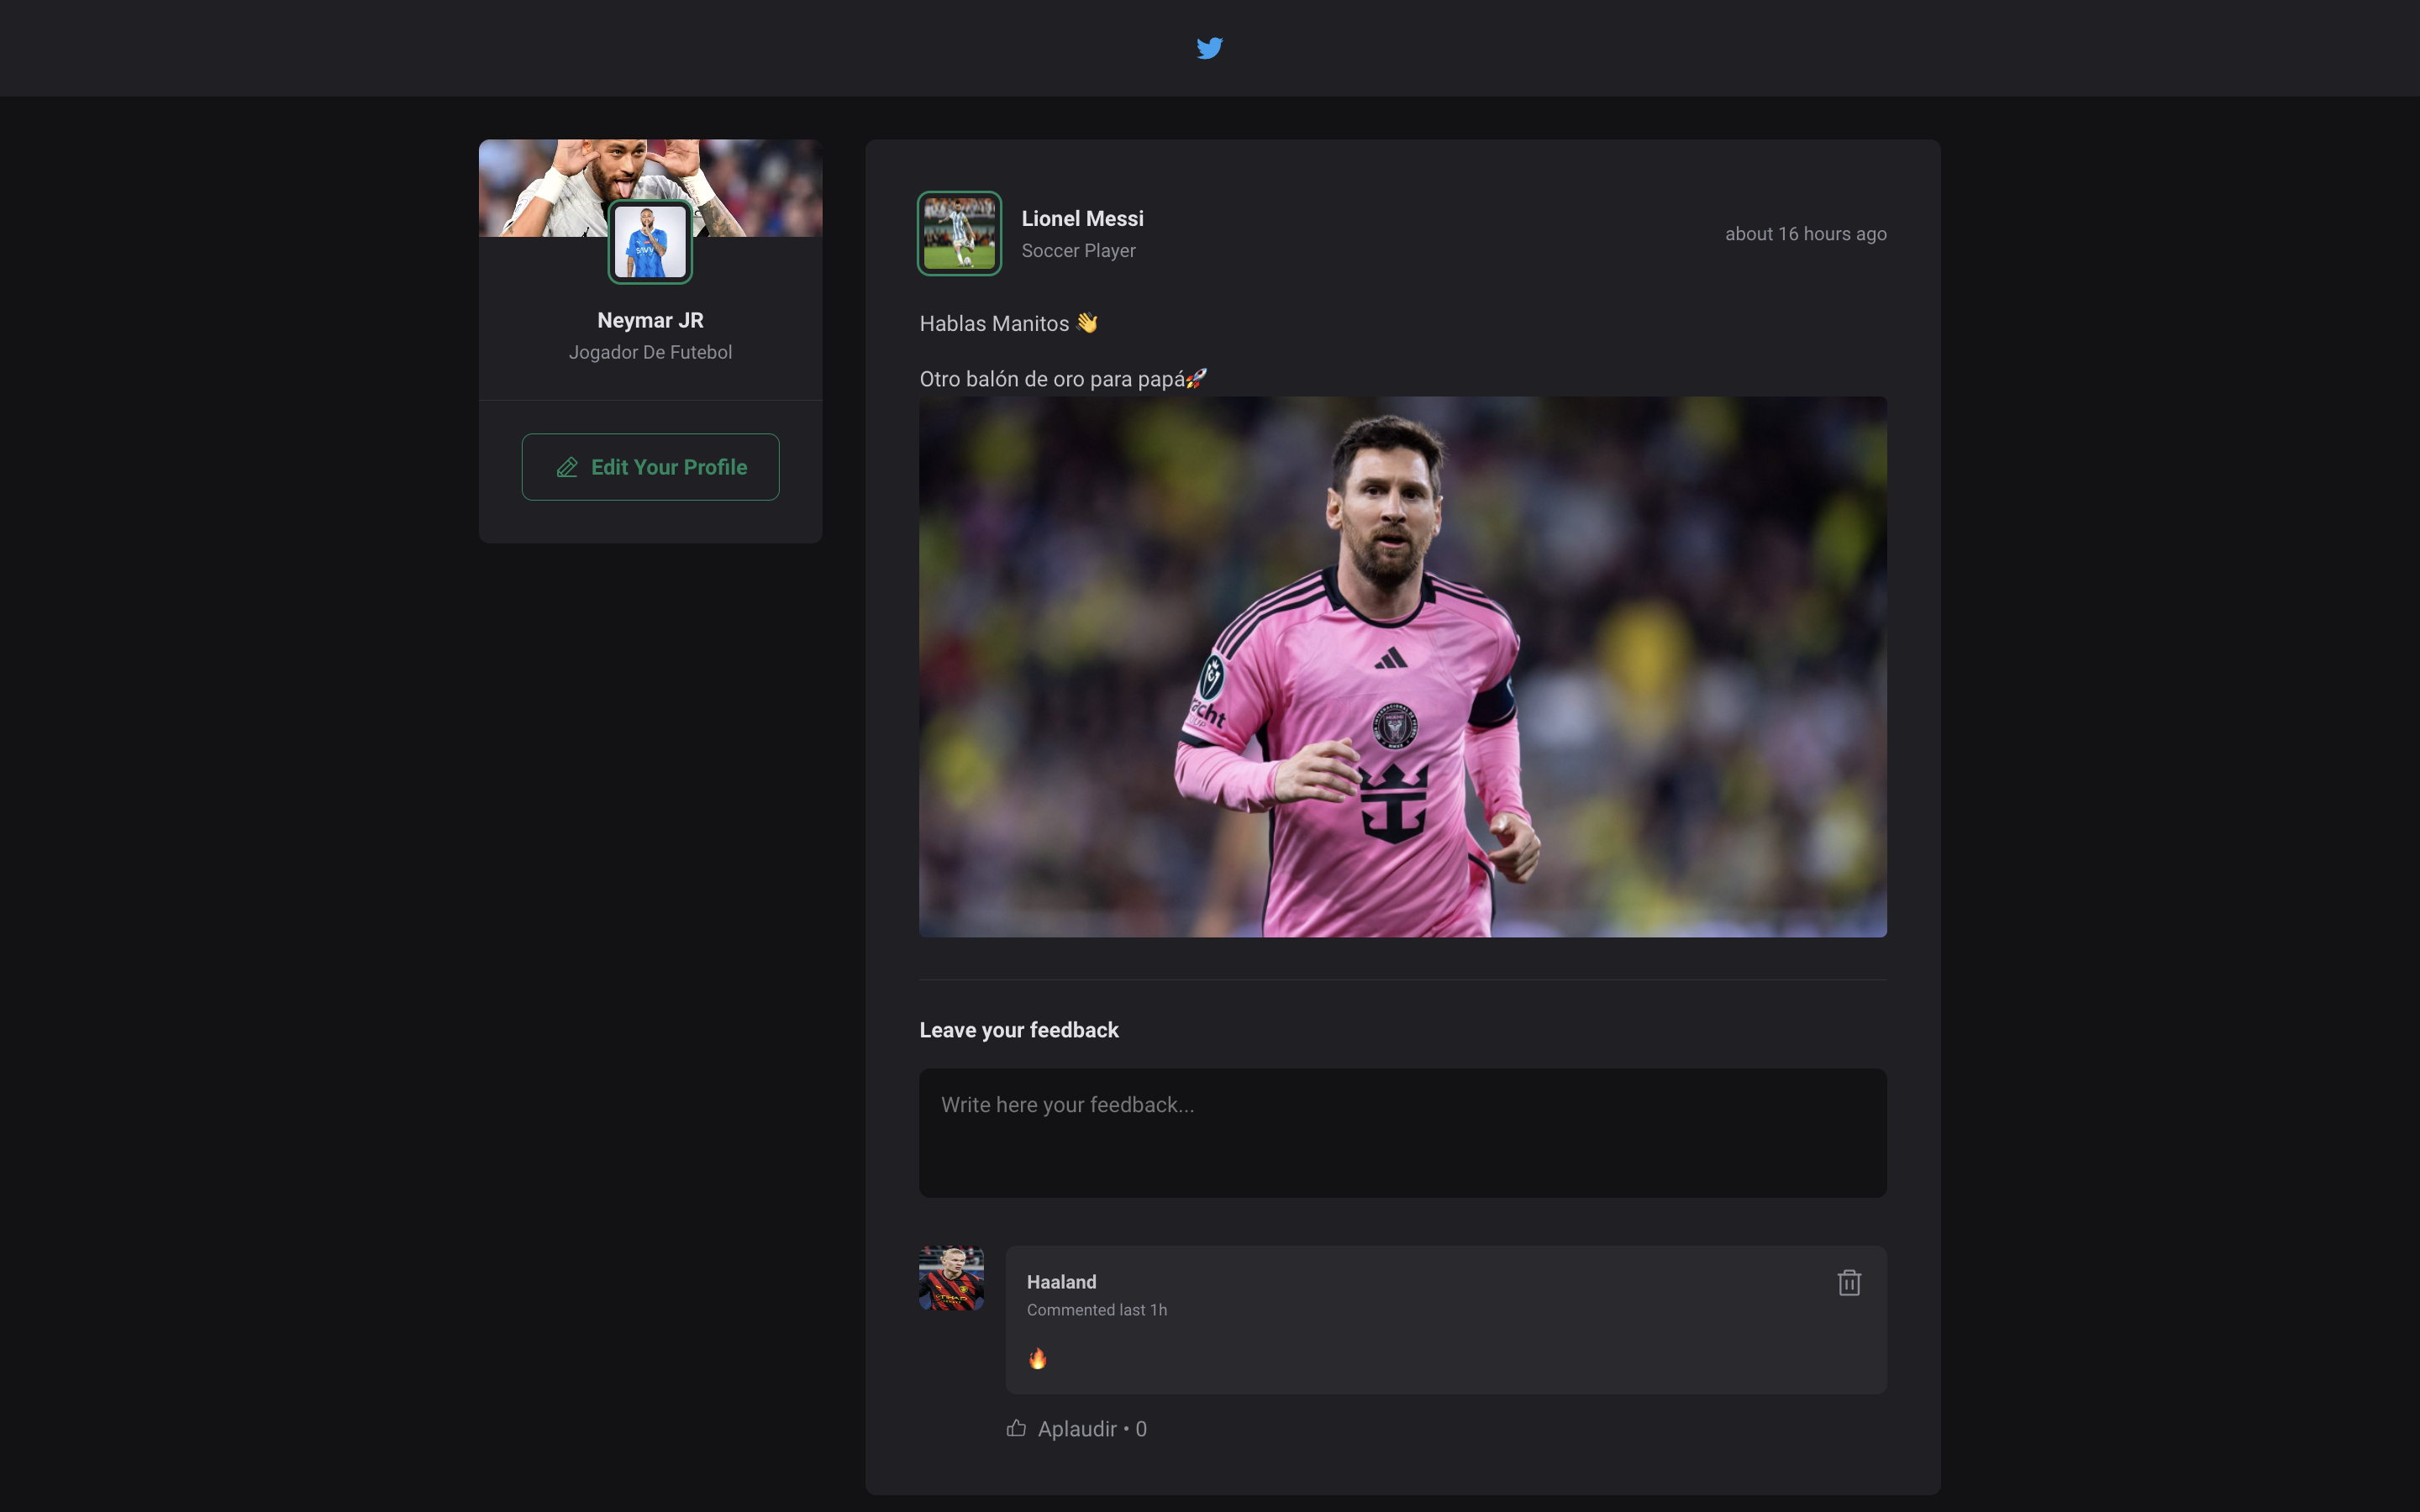 Neymar JR
Jogador De Futebol
Edit Your Profile
Lionel Messi
Soccer Player
about 16 hours ago
Hablas Manitos 👋
Otro balón de oro para papá🚀
Leave your feedback
Write here your feedback...
Haaland
Commented last 1h
🔥
Aplaudir • 0